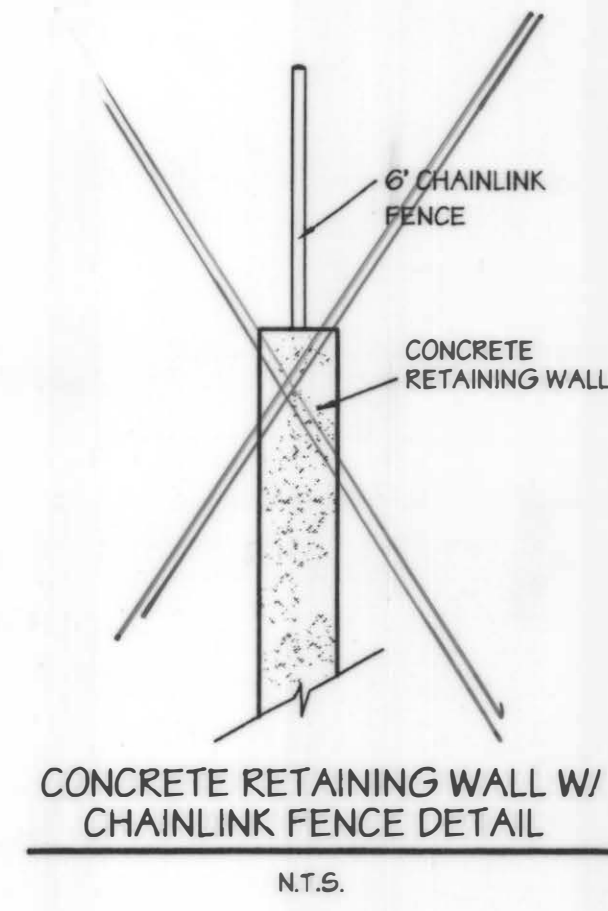 6' CHAINLINK
FENCE
CONCRETE
RETAINING WALL
CONCRETE RETAINING WALL W/
CHAINLINK FENCE DETAIL
N.T.S.